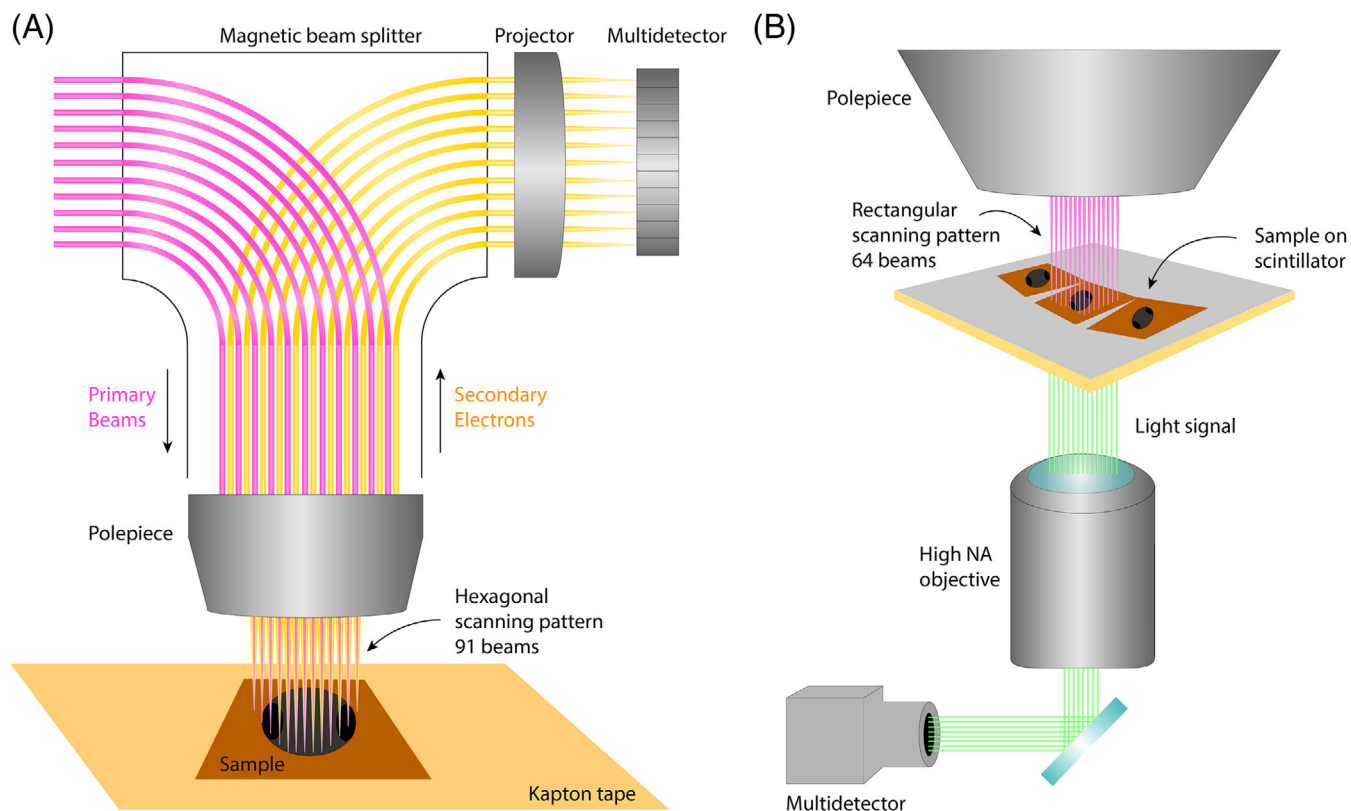 (A)
Magnetic beam splitter
Projector
Multidetector
Primary
Beams
Secondary
Electrons
Polepiece
Hexagonal
scanning pattern
91 beams
Sample
Kapton tape
(B)
Polepiece
Rectangular
scanning pattern
64 beams
Sample on
scintillator
Light signal
High NA
objective
Multidetector